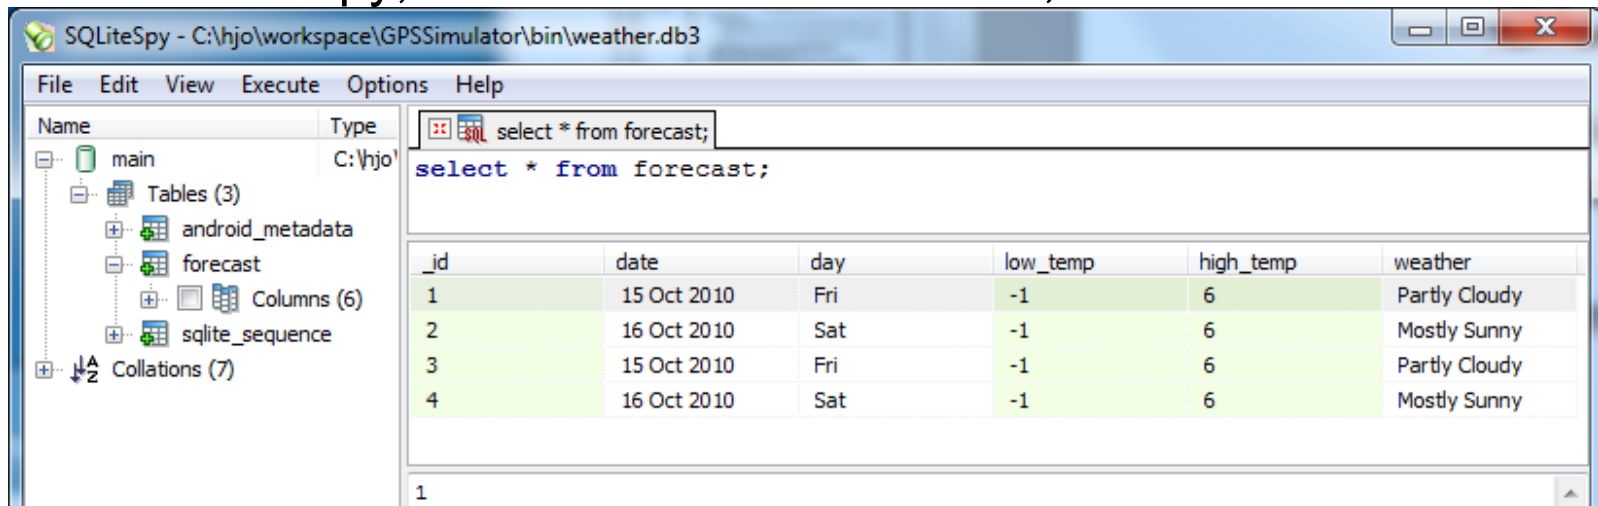 SQLiteSpy - C:\hjo\workspace\GPSSimulator\bin\weather.db3
File Edit View Execute Options Help
Name Type
main C:\hjo\
Tables (3)
android_metadata
forecast
Columns (6)
sqlite_sequence
Collations (7)
SQL select * from forecast;
select * from forecast;
_id date day low_temp high_temp weather
1 15 Oct 2010 Fri -1 6 Partly Cloudy
2 16 Oct 2010 Sat -1 6 Mostly Sunny
3 15 Oct 2010 Fri -1 6 Partly Cloudy
4 16 Oct 2010 Sat -1 6 Mostly Sunny
1